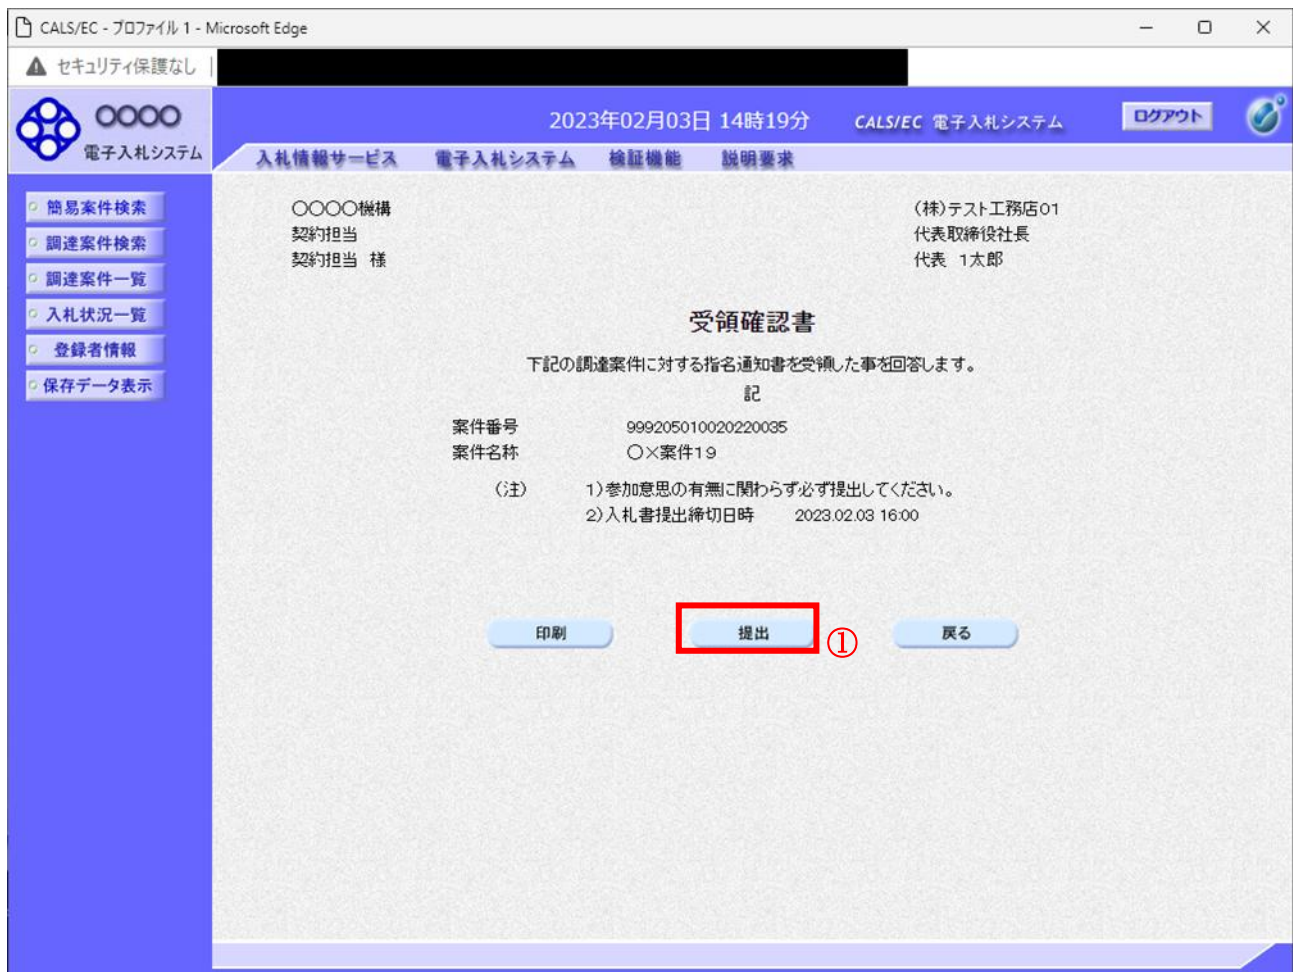 CALS/EC - プロファイル 1 - Microsoft Edge
セキュリティ保護なし
〇〇〇〇
電子入札システム
2023年02月03日 14時19分
CALS/EC 電子入札システム
ログアウト
入札情報サービス 電子入札システム 検証機能 説明要求
簡易案件検索
調達案件検索
調達案件一覧
入札状況一覧
登録者情報
保存データ表示
〇〇〇〇機構
契約担当
契約担当 様
(株)テスト工務店01
代表取締役社長
代表 1太郎
受領確認書
下記の調達案件に対する指名通知書を受領した事を回答します。
記
案件番号 999205010020220035
案件名称 〇×案件19
(注) 1)参加意思の有無に関わらず必ず提出してください。
2)入札書提出締切日時 2023.02.03 16:00
印刷 提出 ① 戻る